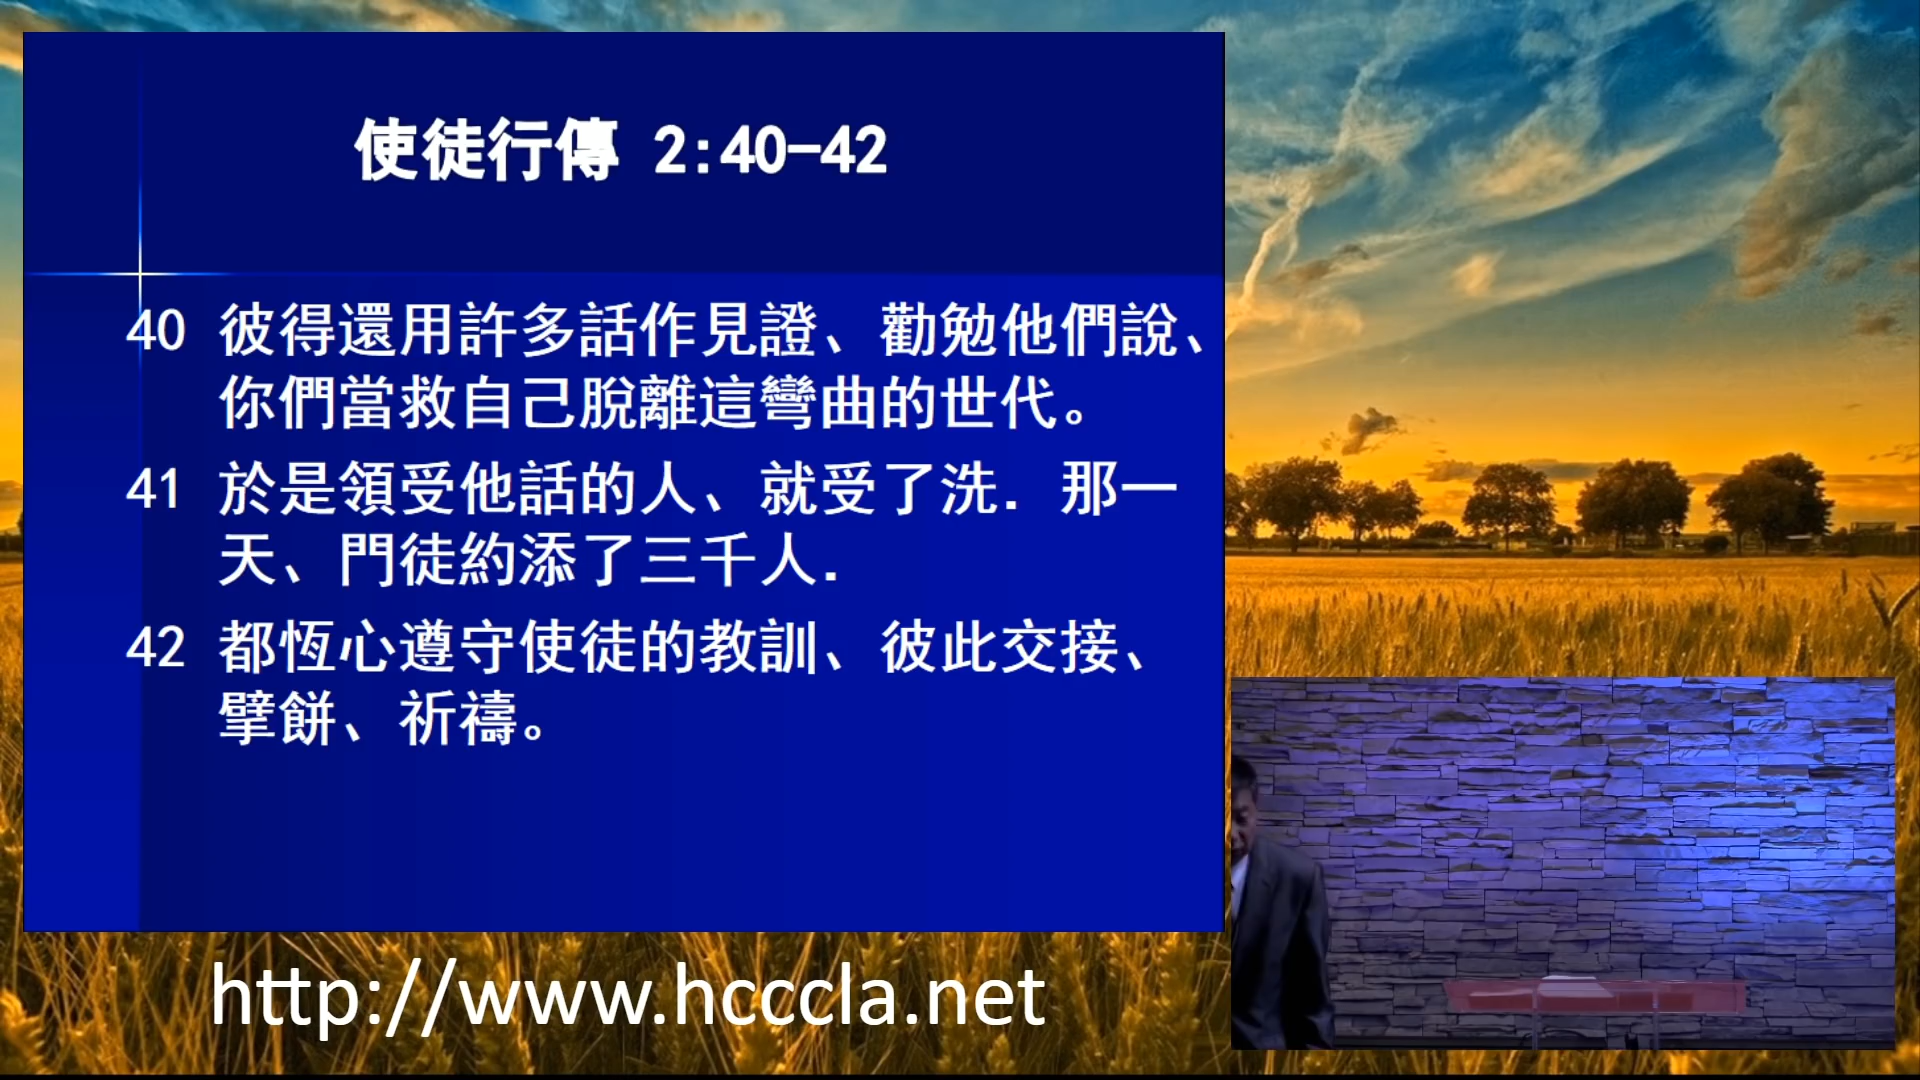 使徒行傳 2:40-42
40 彼得還用許多話作見證、勸勉他們說、
你們當救自己脫離這彎曲的世代。
41 於是領受他話的人、就受了洗．那一
天、門徒約添了三千人．
42 都恆心遵守使徒的教訓、彼此交接、
擘餅、祈禱。
http://www.hcccla.net